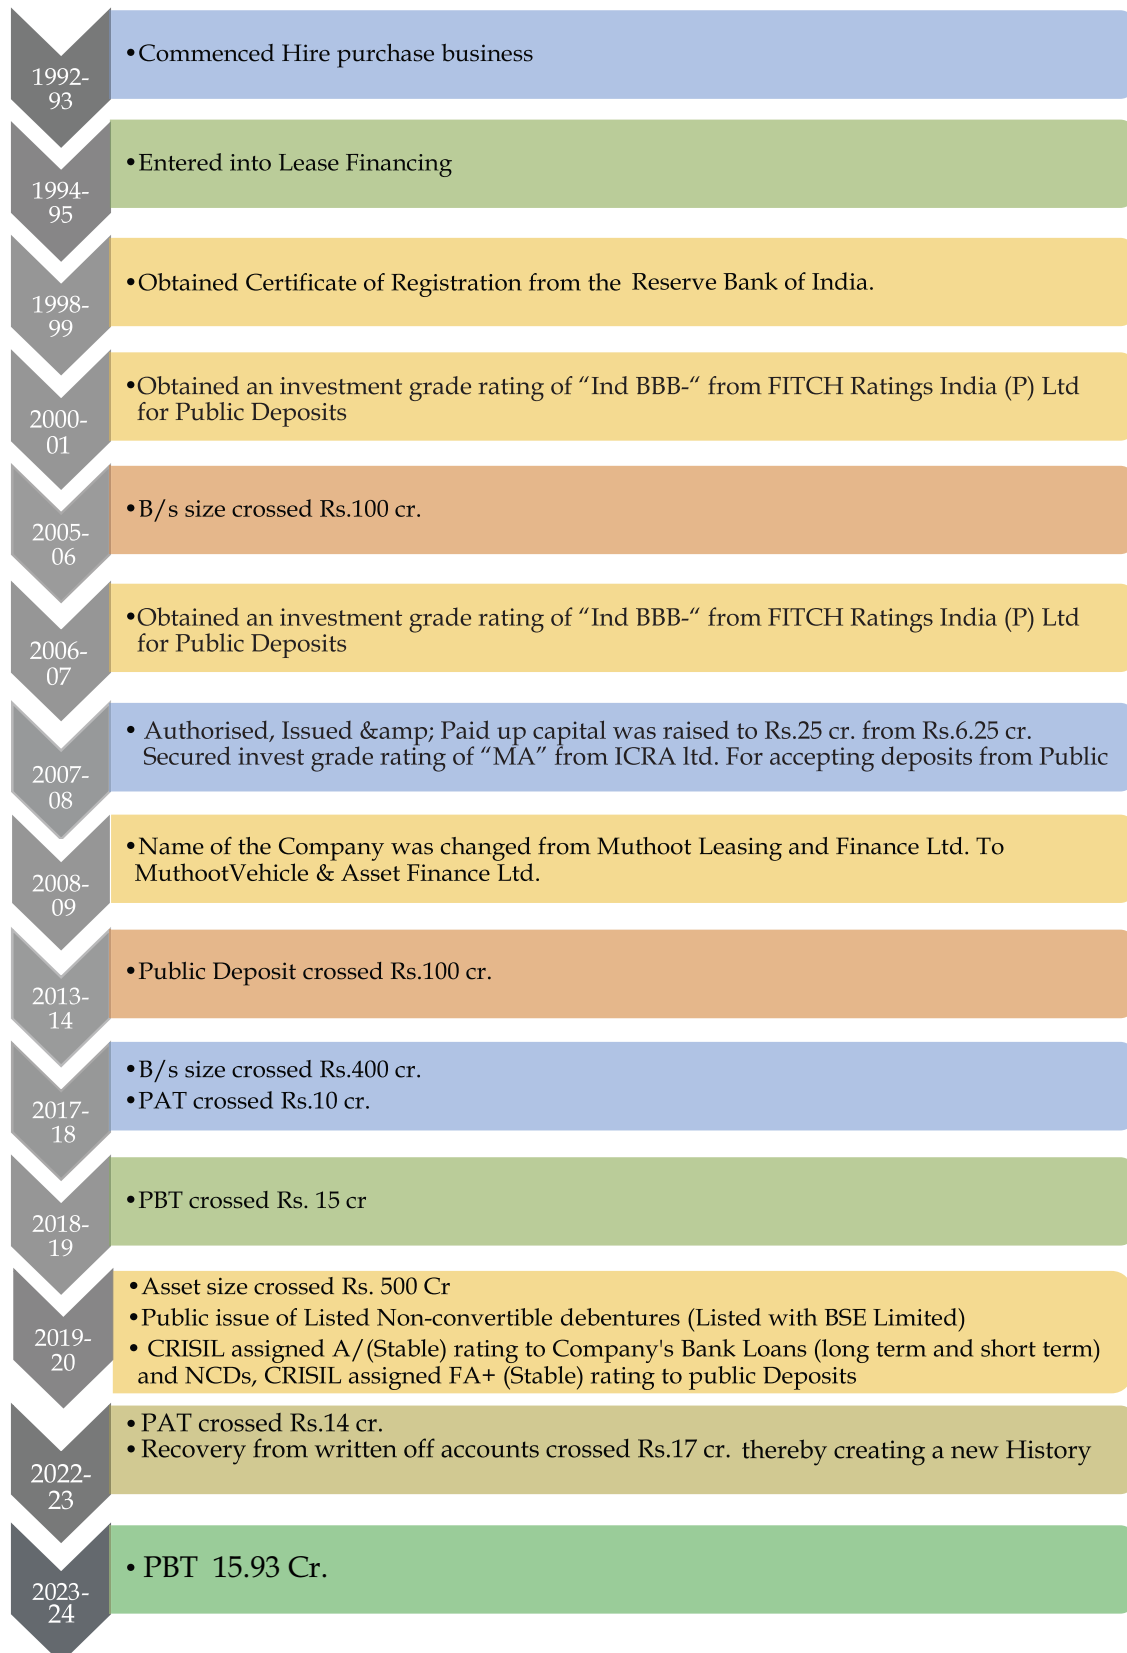 1992-
93
•Commenced Hire purchase business
1994-
95
•Entered into Lease Financing
1998-
99
•Obtained Certificate of Registration from the Reserve Bank of India.
2000-
01
•Obtained an investment grade rating of “Ind BBB-“ from FITCH Ratings India (P) Ltd
for Public Deposits
2005-
06
•B/s size crossed Rs.100 cr.
2006-
07
•Obtained an investment grade rating of “Ind BBB-“ from FITCH Ratings India (P) Ltd
for Public Deposits
2007-
08
• Authorised, Issued &amp; Paid up capital was raised to Rs.25 cr. from Rs.6.25 cr.
Secured invest grade rating of “MA” from ICRA ltd. For accepting deposits from Public
2008-
09
•Name of the Company was changed from Muthoot Leasing and Finance Ltd. To
MuthootVehicle & Asset Finance Ltd.
2013-
14
•Public Deposit crossed Rs.100 cr.
2017-
18
•B/s size crossed Rs.400 cr.
•PAT crossed Rs.10 cr.
2018-
19
•PBT crossed Rs. 15 cr
2019-
20
•Asset size crossed Rs. 500 Cr
•Public issue of Listed Non-convertible debentures (Listed with BSE Limited)
• CRISIL assigned A/(Stable) rating to Company's Bank Loans (long term and short term)
and NCDs, CRISIL assigned FA+ (Stable) rating to public Deposits
2022-
23
• PAT crossed Rs.14 cr.
• Recovery from written off accounts crossed Rs.17 cr. thereby creating a new History
2023-
24
• PBT 15.93 Cr.